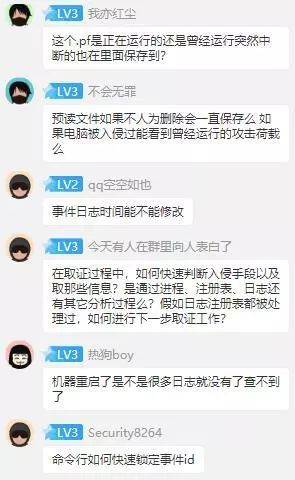 LV3 我亦红尘
这个.pf是正在运行的还是曾经运行突然中
断的也在里面保存到?
LV3 不会无罪
预读文件如果不人为删除会一直保存么 如
果电脑被入侵过能看到曾经运行的攻击荷载
么
LV2 qq空空如也
事件日志时间能不能修改
LV3 今天有人在群里向人表白了
在取证过程中，如何快速判断入侵手段以及
取那些信息？是通过进程、注册表、日志还
有其它分析过程么？假如日志注册表都被处
理过，如何进行下一步取证工作？
LV3 热狗boy
机器重启了是不是很多日志就没有了查不到
了
LV3 Security8264
命令行如何快速锁定事件id